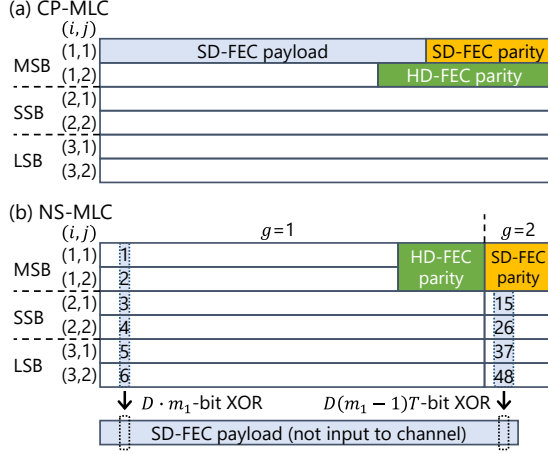 (a) CP-MLC
(i, j)
MSB (1,1) SD-FEC payload SD-FEC parity
(1,2) HD-FEC parity
SSB (2,1)
(2,2)
LSB (3,1)
(3,2)
(b) NS-MLC
(i, j) g=1 g=2
MSB (1,1) 1 HD-FEC parity SD-FEC parity
(1,2) 2
SSB (2,1) 3 15
(2,2) 4 26
LSB (3,1) 5 37
(3,2) 6 48
D · m₁-bit XOR D(m₁ − 1)T-bit XOR
SD-FEC payload (not input to channel)